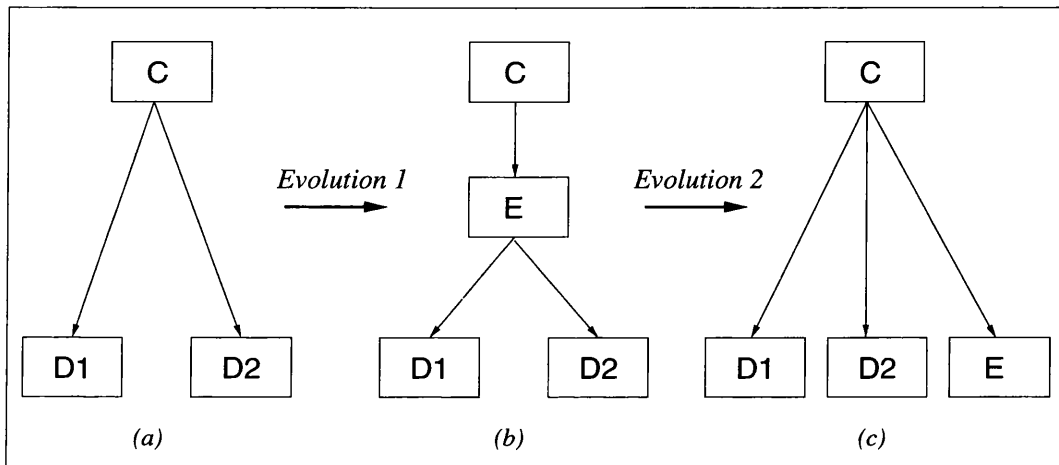 C C C
Evolution 1 Evolution 2
E
D1 D2 D1 D2 D1 D2 E
(a) (b) (c)